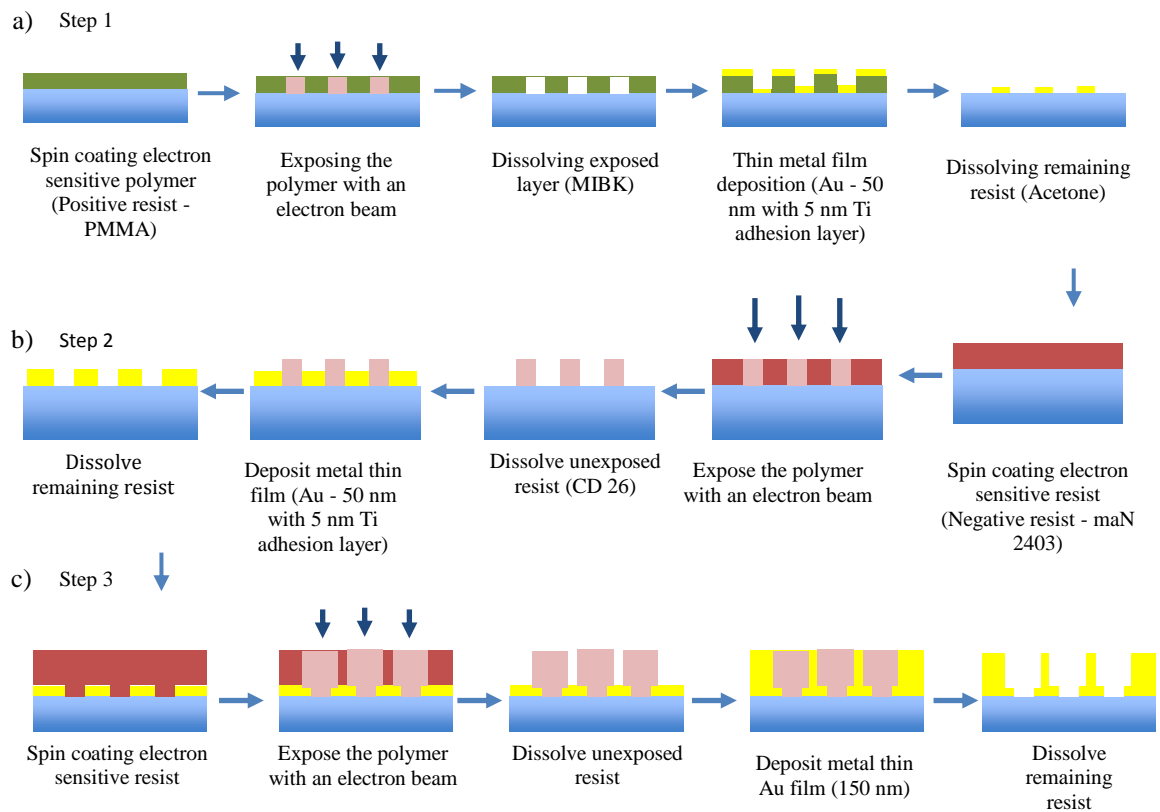 a) Step 1
Spin coating electron
sensitive polymer
(Positive resist -
PMMA)
Exposing the
polymer with an
electron beam
Dissolving exposed
layer (MIBK)
Thin metal film
deposition (Au - 50
nm with 5 nm Ti
adhesion layer)
Dissolving remaining
resist (Acetone)
b) Step 2
Dissolve
remaining resist
Deposit metal thin
film (Au - 50 nm
with 5 nm Ti
adhesion layer)
Dissolve unexposed
resist (CD 26)
Expose the polymer
with an electron beam
Spin coating electron
sensitive resist
(Negative resist - maN
2403)
c) Step 3
Spin coating electron
sensitive resist
Expose the polymer
with an electron beam
Dissolve unexposed
resist
Deposit metal thin
Au film (150 nm)
Dissolve
remaining
resist